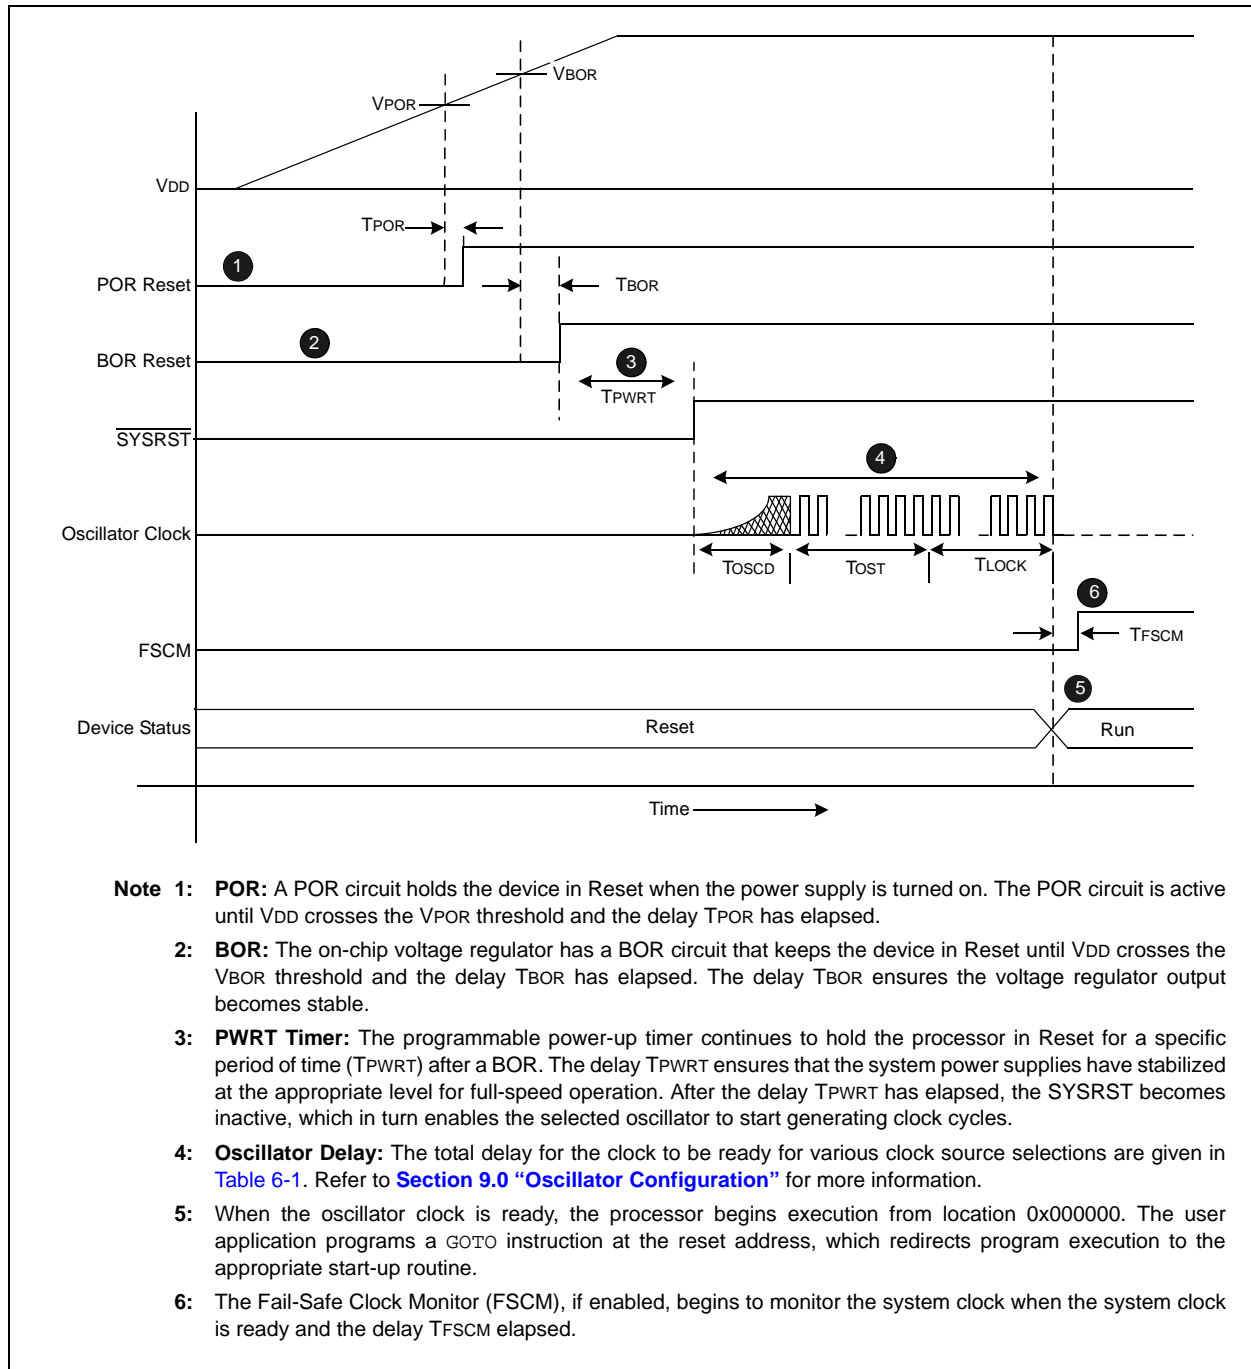 VBOR
VPOR
VDD
TPOR
1
POR Reset
TBOR
2
BOR Reset
3
TPWRT
SYSRST
4
Oscillator Clock
TOSCD
TOST
TLOCK
6
TFSCM
FSCM
5
Device Status
Reset
Run
Time
Note 1: POR: A POR circuit holds the device in Reset when the power supply is turned on. The POR circuit is active
until VDD crosses the VPOR threshold and the delay TPOR has elapsed.
2: BOR: The on-chip voltage regulator has a BOR circuit that keeps the device in Reset until VDD crosses the
VBOR threshold and the delay TBOR has elapsed. The delay TBOR ensures the voltage regulator output
becomes stable.
3: PWRT Timer: The programmable power-up timer continues to hold the processor in Reset for a specific
period of time (TPWRT) after a BOR. The delay TPWRT ensures that the system power supplies have stabilized
at the appropriate level for full-speed operation. After the delay TPWRT has elapsed, the SYSRST becomes
inactive, which in turn enables the selected oscillator to start generating clock cycles.
4: Oscillator Delay: The total delay for the clock to be ready for various clock source selections are given in
Table 6-1. Refer to Section 9.0 “Oscillator Configuration” for more information.
5: When the oscillator clock is ready, the processor begins execution from location 0x000000. The user
application programs a GOTO instruction at the reset address, which redirects program execution to the
appropriate start-up routine.
6: The Fail-Safe Clock Monitor (FSCM), if enabled, begins to monitor the system clock when the system clock
is ready and the delay TFSCM elapsed.